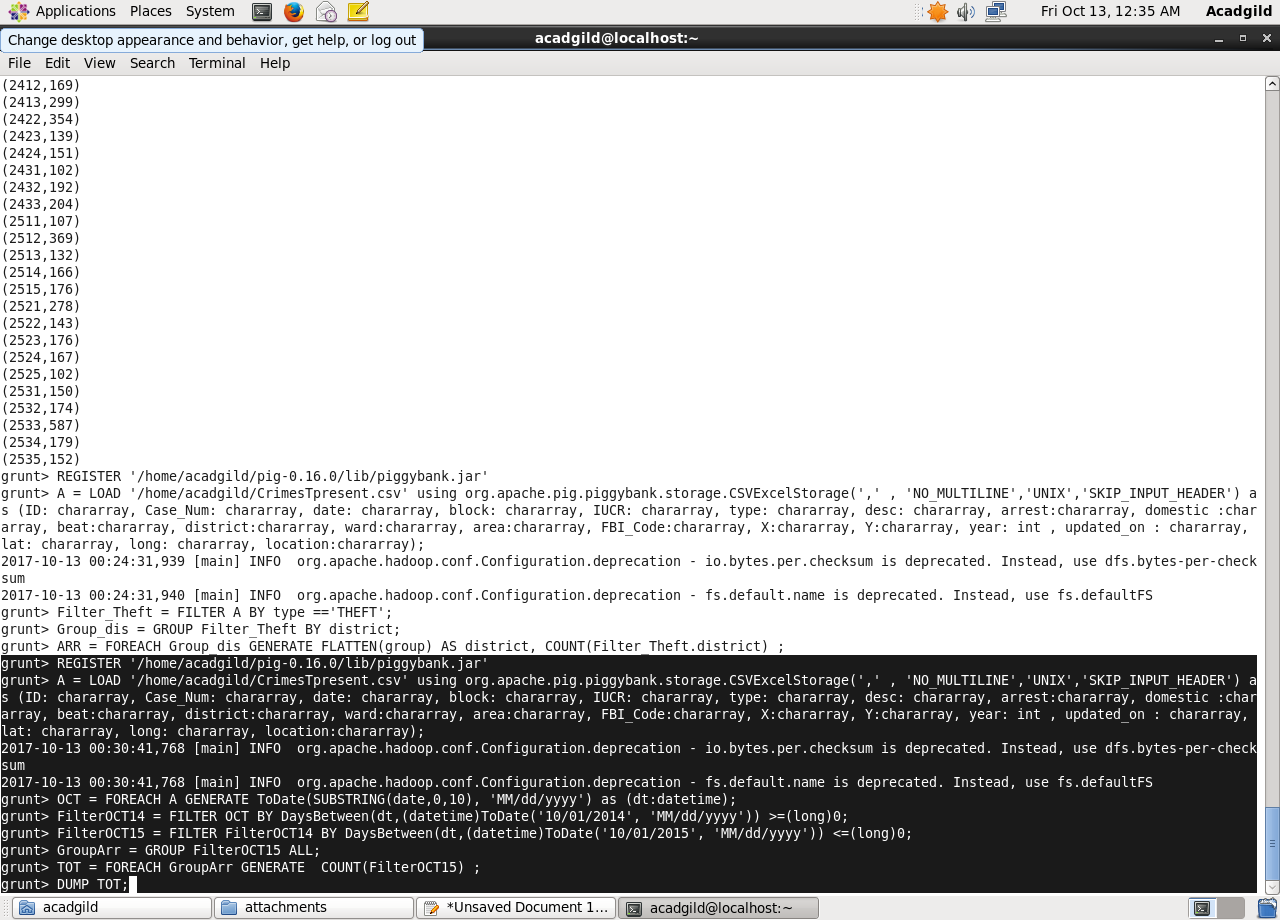 Applications Places System
Fri Oct 13, 12:35 AM Acadgild
Change desktop appearance and behavior, get help, or log out
acadgild@localhost:~
File Edit View Search Terminal Help
(2412,169)
(2413,299)
(2422,354)
(2423,139)
(2424,151)
(2431,102)
(2432,192)
(2433,204)
(2511,107)
(2512,369)
(2513,132)
(2514,166)
(2515,176)
(2521,278)
(2522,143)
(2523,176)
(2524,167)
(2525,102)
(2531,150)
(2532,174)
(2533,587)
(2534,179)
(2535,152)
grunt> REGISTER '/home/acadgild/pig-0.16.0/lib/piggybank.jar'
grunt> A = LOAD '/home/acadgild/CrimesTpresent.csv' using org.apache.pig.piggybank.storage.CSVExcelStorage(',' , 'NO_MULTILINE','UNIX','SKIP_INPUT_HEADER') a
s (ID: chararray, Case_Num: chararray, date: chararray, block: chararray, IUCR: chararray, type: chararray, desc: chararray, arrest:chararray, domestic :char
array, beat:chararray, district:chararray, ward:chararray, area:chararray, FBI_Code:chararray, X:chararray, Y:chararray, year: int , updated_on : chararray,
lat: chararray, long: chararray, location:chararray);
2017-10-13 00:24:31,939 [main] INFO  org.apache.hadoop.conf.Configuration.deprecation - io.bytes.per.checksum is deprecated. Instead, use dfs.bytes-per-check
sum
2017-10-13 00:24:31,940 [main] INFO  org.apache.hadoop.conf.Configuration.deprecation - fs.default.name is deprecated. Instead, use fs.defaultFS
grunt> Filter_Theft = FILTER A BY type =='THEFT';
grunt> Group_dis = GROUP Filter_Theft BY district;
grunt> ARR = FOREACH Group_dis GENERATE FLATTEN(group) AS district, COUNT(Filter_Theft.district) ;
grunt> REGISTER '/home/acadgild/pig-0.16.0/lib/piggybank.jar'
grunt> A = LOAD '/home/acadgild/CrimesTpresent.csv' using org.apache.pig.piggybank.storage.CSVExcelStorage(',' , 'NO_MULTILINE','UNIX','SKIP_INPUT_HEADER') a
s (ID: chararray, Case_Num: chararray, date: chararray, block: chararray, IUCR: chararray, type: chararray, desc: chararray, arrest:chararray, domestic :char
array, beat:chararray, district:chararray, ward:chararray, area:chararray, FBI_Code:chararray, X:chararray, Y:chararray, year: int , updated_on : chararray,
lat: chararray, long: chararray, location:chararray);
2017-10-13 00:30:41,768 [main] INFO  org.apache.hadoop.conf.Configuration.deprecation - io.bytes.per.checksum is deprecated. Instead, use dfs.bytes-per-check
sum
2017-10-13 00:30:41,768 [main] INFO  org.apache.hadoop.conf.Configuration.deprecation - fs.default.name is deprecated. Instead, use fs.defaultFS
grunt> OCT = FOREACH A GENERATE ToDate(SUBSTRING(date,0,10), 'MM/dd/yyyy') as (dt:datetime);
grunt> FilterOCT14 = FILTER OCT BY DaysBetween(dt,(datetime)ToDate('10/01/2014', 'MM/dd/yyyy')) >=(long)0;
grunt> FilterOCT15 = FILTER FilterOCT14 BY DaysBetween(dt,(datetime)ToDate('10/01/2015', 'MM/dd/yyyy')) <=(long)0;
grunt> GroupArr = GROUP FilterOCT15 ALL;
grunt> TOT = FOREACH GroupArr GENERATE  COUNT(FilterOCT15) ;
grunt> DUMP TOT;
acadgild
attachments
*Unsaved Document 1...
acadgild@localhost:~